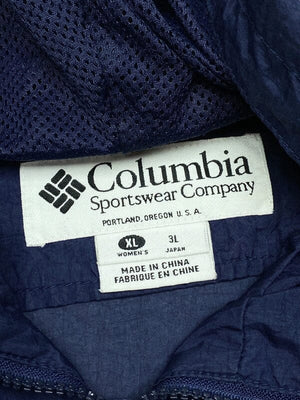 Columbia
Sportswear Company
PORTLAND, OREGON U.S.A.
XL 3L
WOMEN'S JAPAN
MADE IN CHINA
FABRIQUE EN CHINE